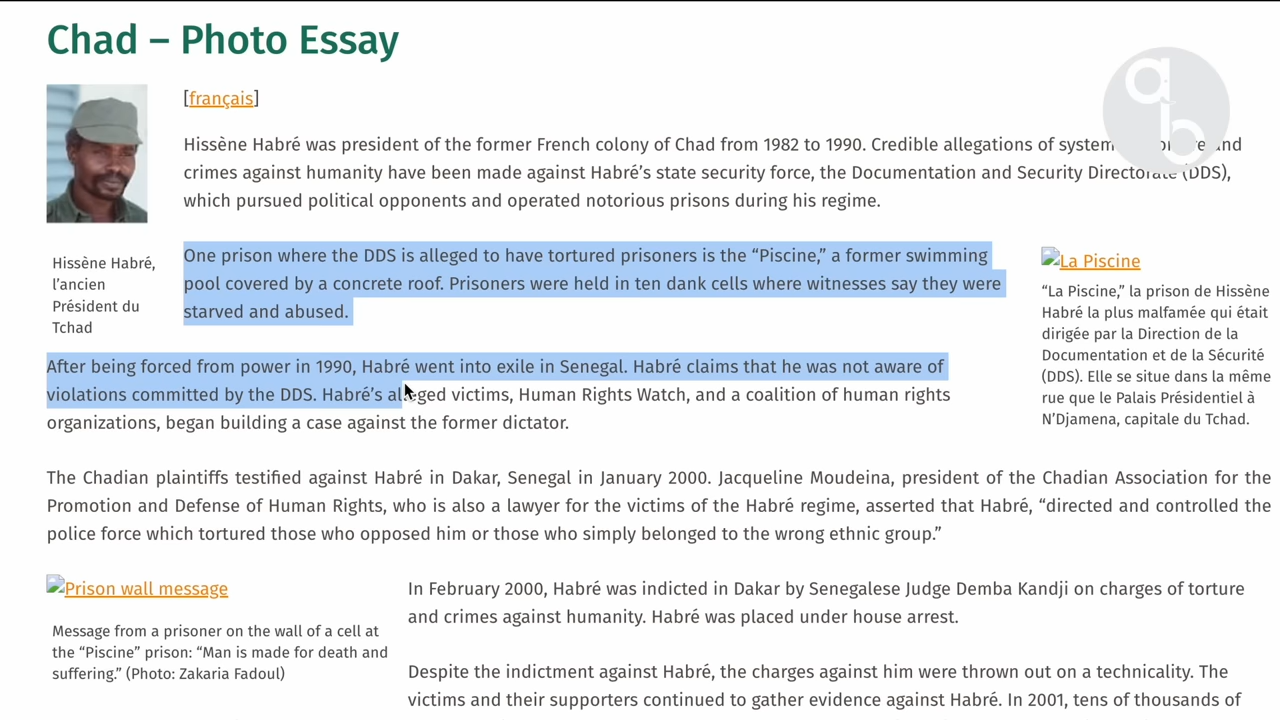 Chad – Photo Essay
[français]
Hissène Habré was president of the former French colony of Chad from 1982 to 1990. Credible allegations of and
crimes against humanity have been made against Habré’s state security force, the Documentation and Security Directorate (DDS),
which pursued political opponents and operated notorious prisons during his regime.
ab
Hissène Habré,
l’ancien
Président du
Tchad
One prison where the DDS is alleged to have tortured prisoners is the “Piscine,” a former swimming
pool covered by a concrete roof. Prisoners were held in ten dank cells where witnesses say they were
starved and abused.
La Piscine
“La Piscine,” la prison de Hissène
Habré la plus malfamée qui était
dirigée par la Direction de la
Documentation et de la Sécurité
(DDS). Elle se situe dans la même
rue que le Palais Présidentiel à
N’Djamena, capitale du Tchad.
After being forced from power in 1990, Habré went into exile in Senegal. Habré claims that he was not aware of
violations committed by the DDS. Habré’s alleged victims, Human Rights Watch, and a coalition of human rights
organizations, began building a case against the former dictator.
The Chadian plaintiffs testified against Habré in Dakar, Senegal in January 2000. Jacqueline Moudeina, president of the Chadian Association for the
Promotion and Defense of Human Rights, who is also a lawyer for the victims of the Habré regime, asserted that Habré, “directed and controlled the
police force which tortured those who opposed him or those who simply belonged to the wrong ethnic group.”
Prison wall message
Message from a prisoner on the wall of a cell at
the “Piscine” prison: “Man is made for death and
suffering.” (Photo: Zakaria Fadoul)
In February 2000, Habré was indicted in Dakar by Senegalese Judge Demba Kandji on charges of torture
and crimes against humanity. Habré was placed under house arrest.
Despite the indictment against Habré, the charges against him were thrown out on a technicality. The
victims and their supporters continued to gather evidence against Habré. In 2001, tens of thousands of